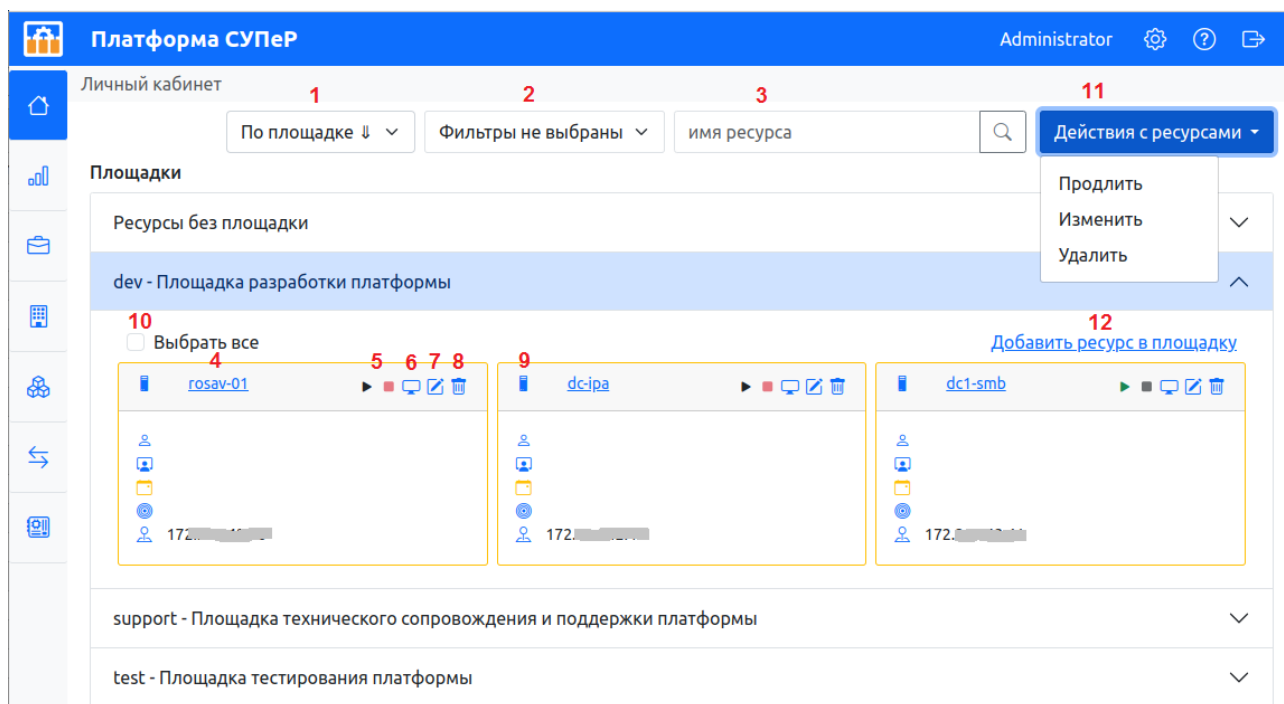 Платформа СУПеР Administrator
Личный кабинет
1 2 3 11
По площадке ⇓ Фильтры не выбраны имя ресурса Действия с ресурсами
Площадки
Продлить
Ресурсы без площадки
Изменить
Удалить
dev - Площадка разработки платформы
10 12
Выбрать все Добавить ресурс в площадку
4 5 6 7 8 9
rosav-01 dc-ipa dc1-smb
172. 172. 172.
support - Площадка технического сопровождения и поддержки платформы
test - Площадка тестирования платформы